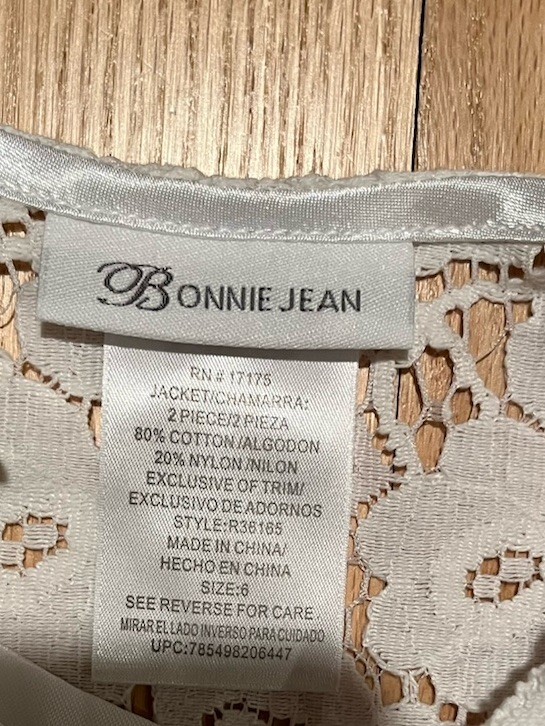 BONNIE JEAN
RN # 17175
JACKET/CHAMARRA:
2 PIECE/2 PIEZA
80% COTTON /ALGODON
20% NYLON /NILON
EXCLUSIVE OF TRIM/
EXCLUSIVO DE ADORNOS
STYLE:R36165
MADE IN CHINA/
HECHO EN CHINA
SIZE:6
SEE REVERSE FOR CARE.
MIRAR EL LADO INVERSO PARA CUIDADO
UPC:785498206447